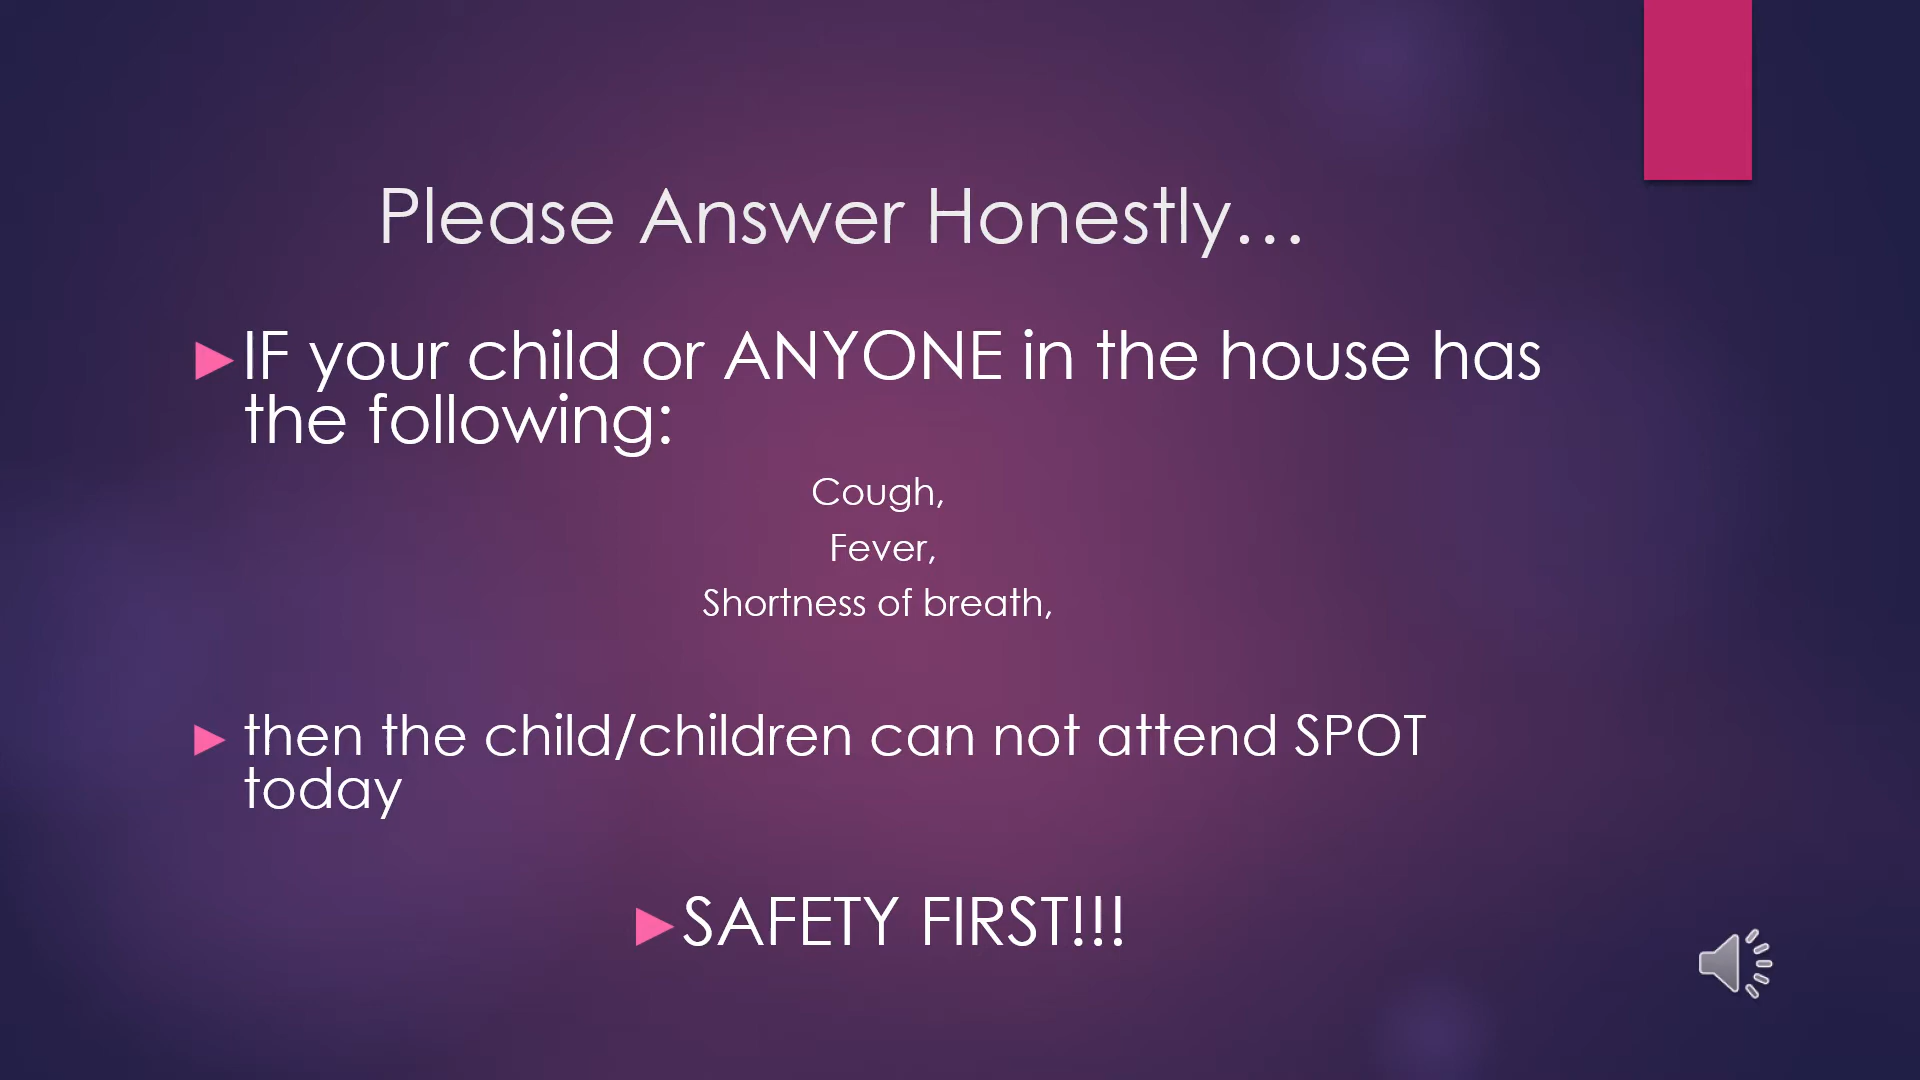 Please Answer Honestly…
IF your child or ANYONE in the house has
the following:
Cough,
Fever,
Shortness of breath,
then the child/children can not attend SPOT
today
SAFETY FIRST!!!